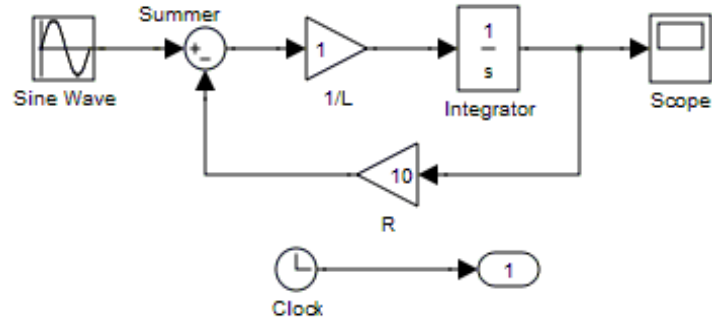 Summer
+
−
1
1
s
Sine Wave
1/L
Integrator
Scope
10
R
1
Clock